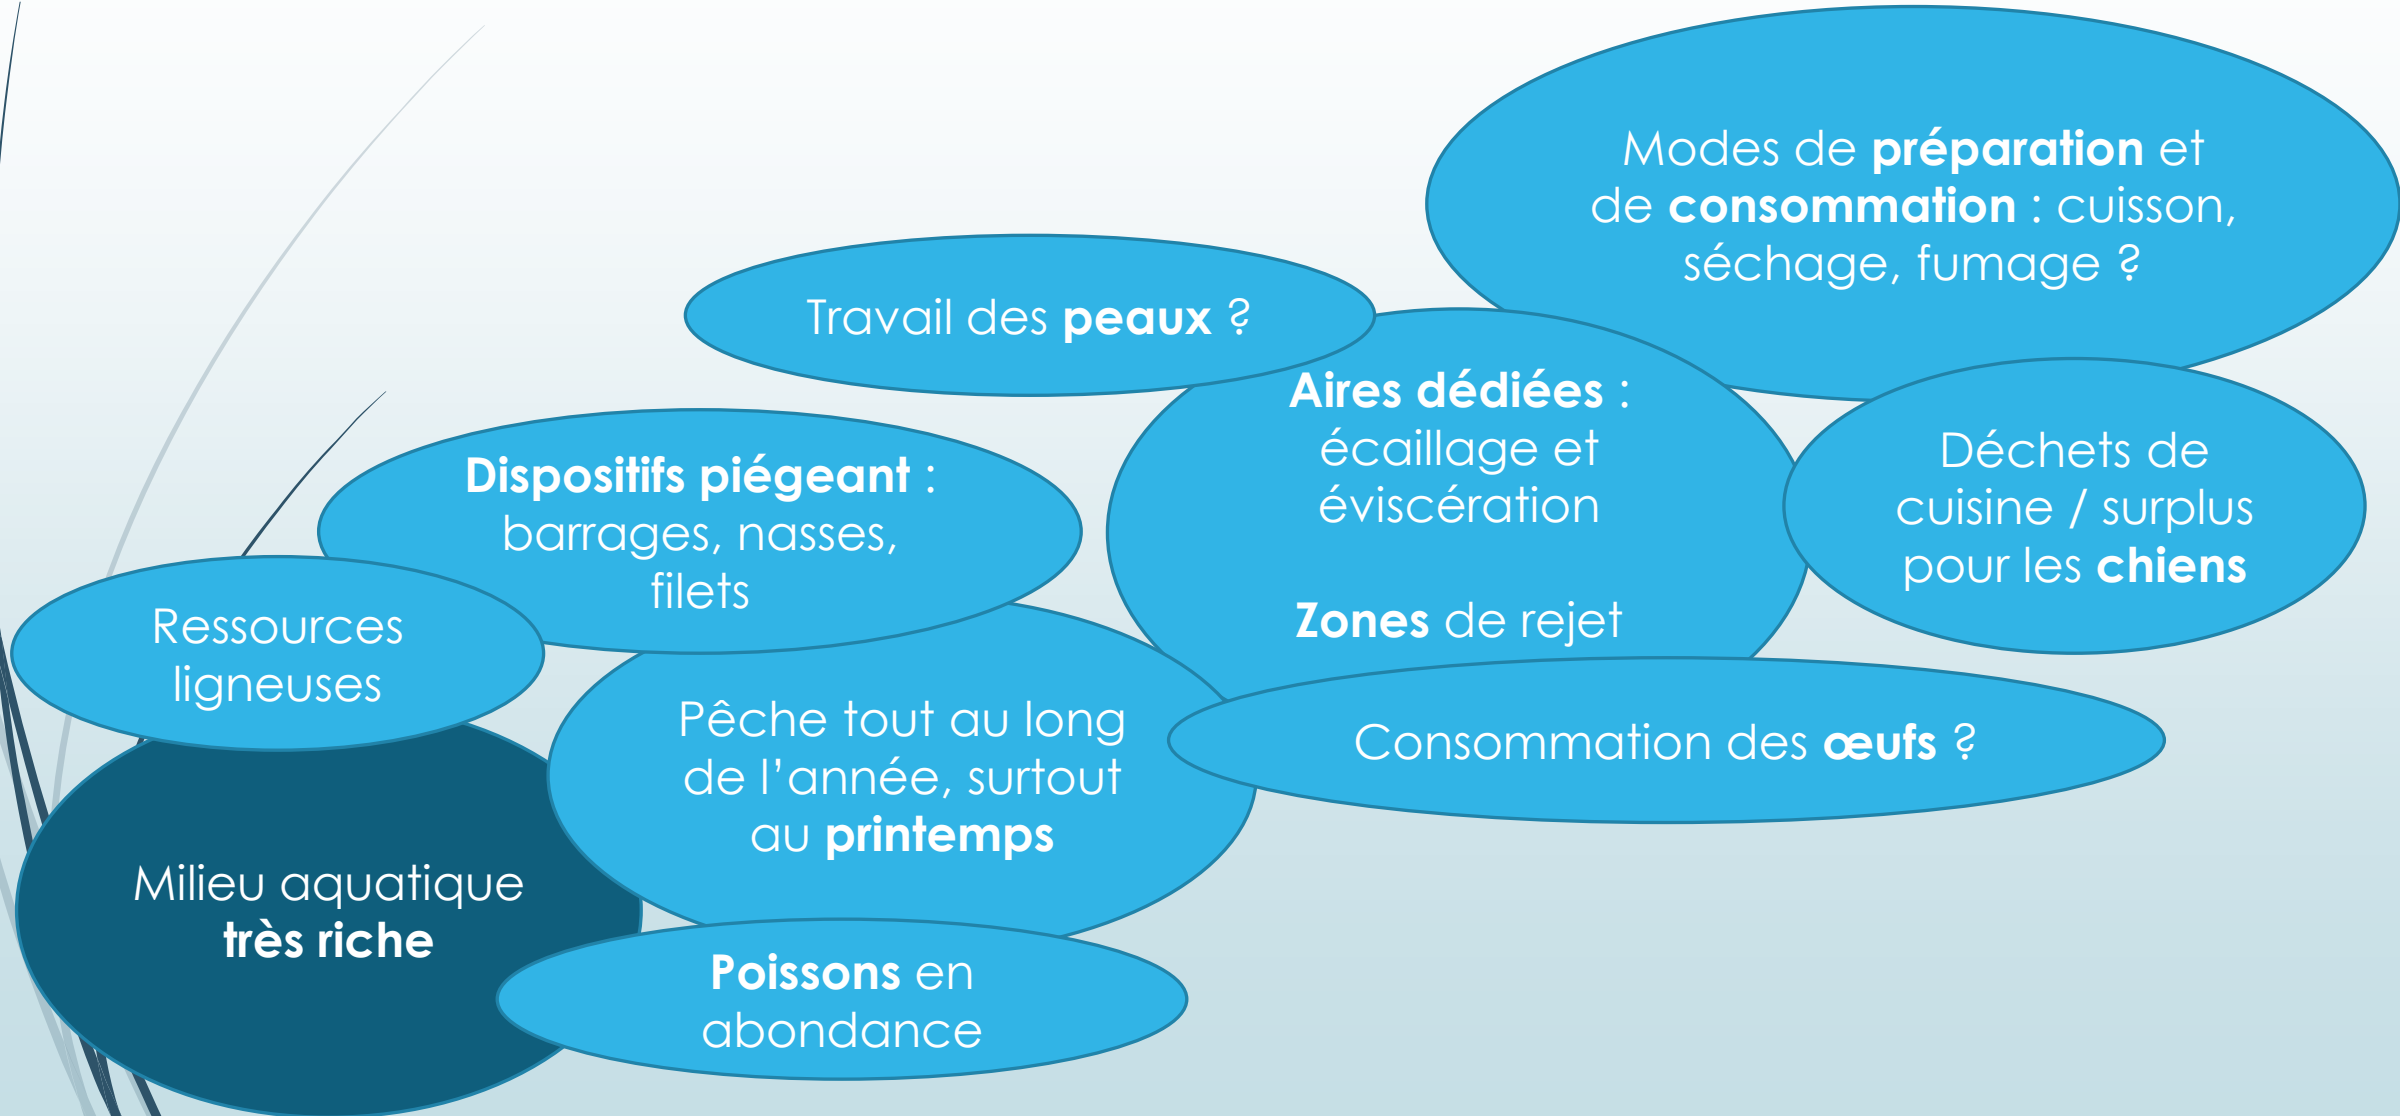 Modes de préparation et
de consommation : cuisson,
séchage, fumage ?
Travail des peaux ?
Aires dédiées :
écaillage et
éviscération
Zones de rejet
Déchets de
cuisine / surplus
pour les chiens
Dispositifs piégeant :
barrages, nasses,
filets
Ressources
ligneuses
Pêche tout au long
de l’année, surtout
au printemps
Consommation des œufs ?
Milieu aquatique
très riche
Poissons en
abondance